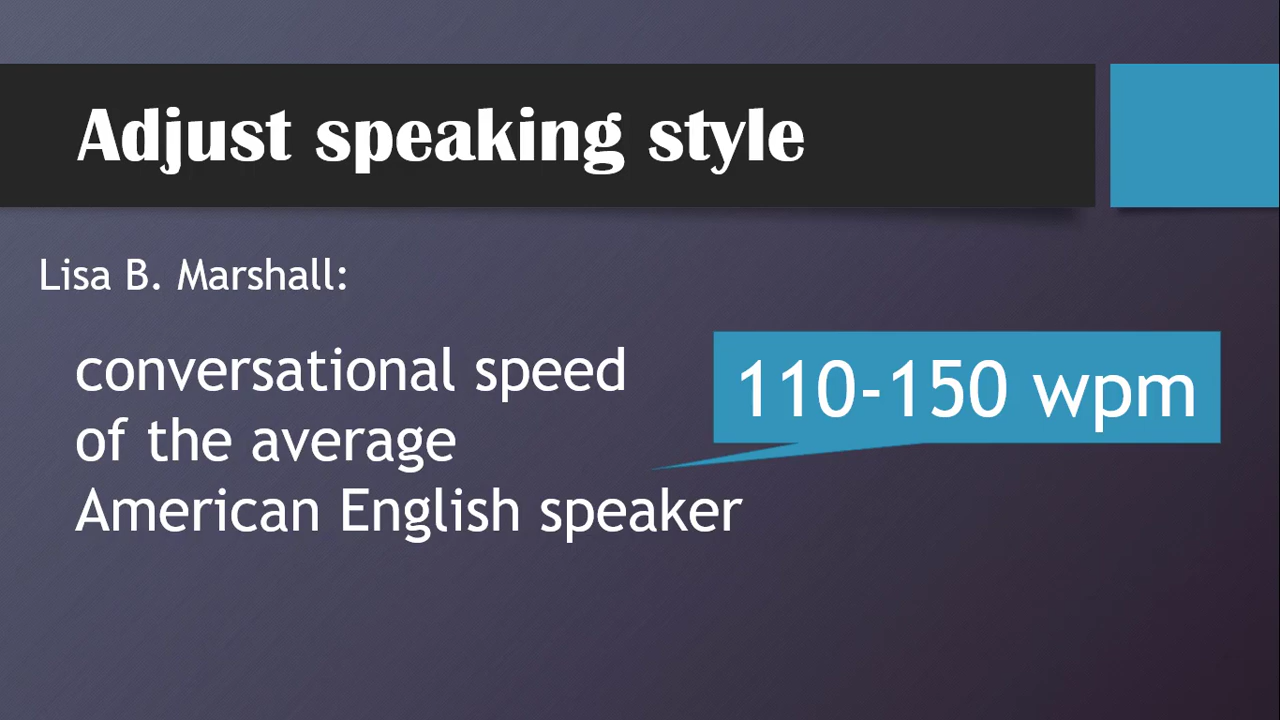 Adjust speaking style
Lisa B. Marshall:
conversational speed
of the average
American English speaker
110-150 wpm